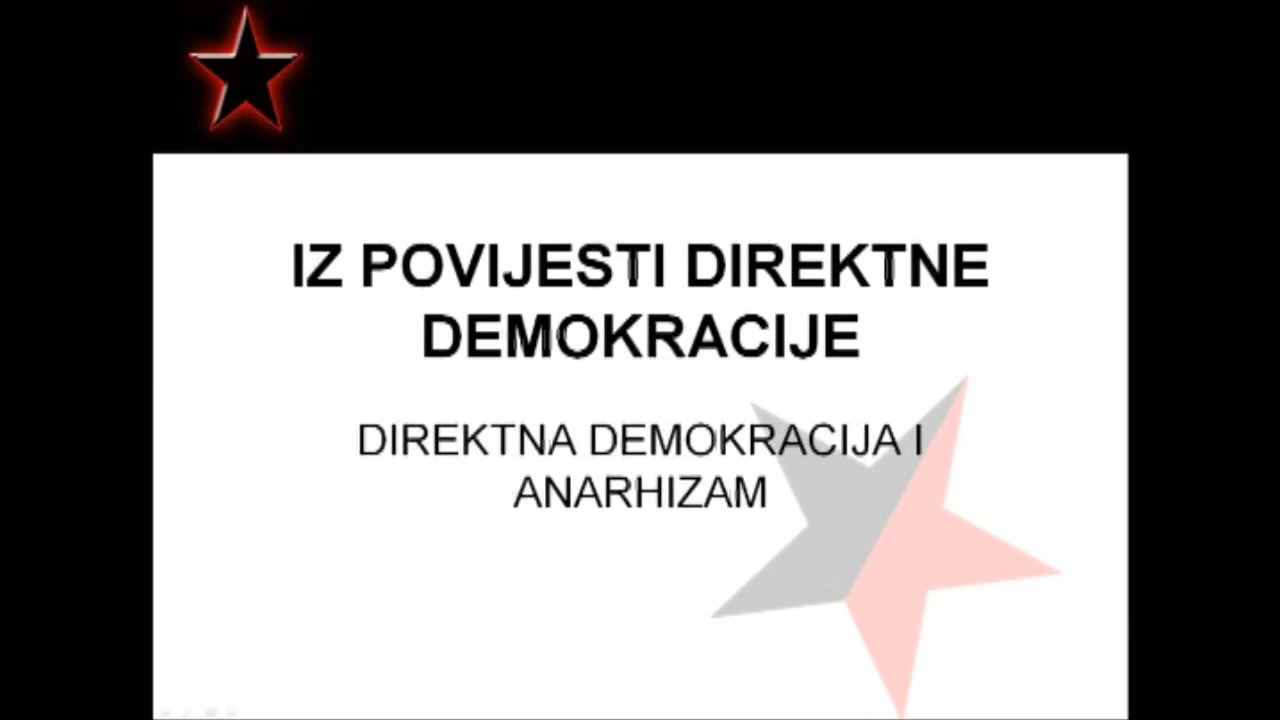 IZ POVIJESTI DIREKTNE
DEMOKRACIJE
DIREKTNA DEMOKRACIJA I
ANARHIZAM